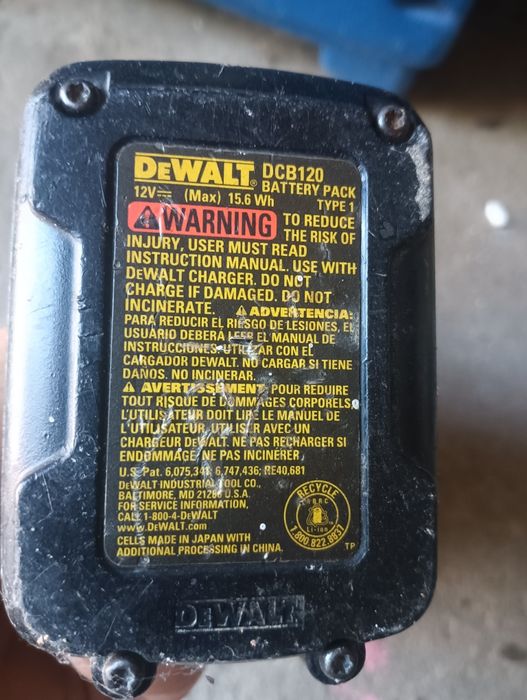 DEWALT® DCB120
BATTERY PACK
12V⎓ (Max) 15.6 Wh TYPE 1
⚠WARNING TO REDUCE
THE RISK OF
INJURY, USER MUST READ
INSTRUCTION MANUAL. USE WITH
DEWALT CHARGER. DO NOT
CHARGE IF DAMAGED. DO NOT
INCINERATE. ⚠ADVERTENCIA:
PARA REDUCIR EL RIESGO DE LESIONES, EL
USUARIO DEBERÁ LEER EL MANUAL DE
INSTRUCCIONES. UTILIZAR CON EL
CARGADOR DEWALT. NO CARGAR SI TIENE
DAÑOS. NO INCINERAR.
⚠ AVERTISSEMENT: POUR RÉDUIRE
TOUT RISQUE DE DOMMAGES CORPORELS,
L'UTILISATEUR DOIT LIRE LE MANUEL DE
L'UTILISATEUR. UTILISER AVEC UN
CHARGEUR DEWALT. NE PAS RECHARGER SI
ENDOMMAGÉ. NE PAS INCINÉRER.
U.S. Pat. 6,075,341; 6,747,436; RE40,681
DEWALT INDUSTRIAL TOOL CO.,
BALTIMORE, MD 21286 U.S.A.
FOR SERVICE INFORMATION,
CALL 1-800-4-DEWALT
www.DEWALT.com
CELLS MADE IN JAPAN WITH
ADDITIONAL PROCESSING IN CHINA.
RECYCLE
RBRC
Li-ion
1.800.822.8837
TP
DEWALT